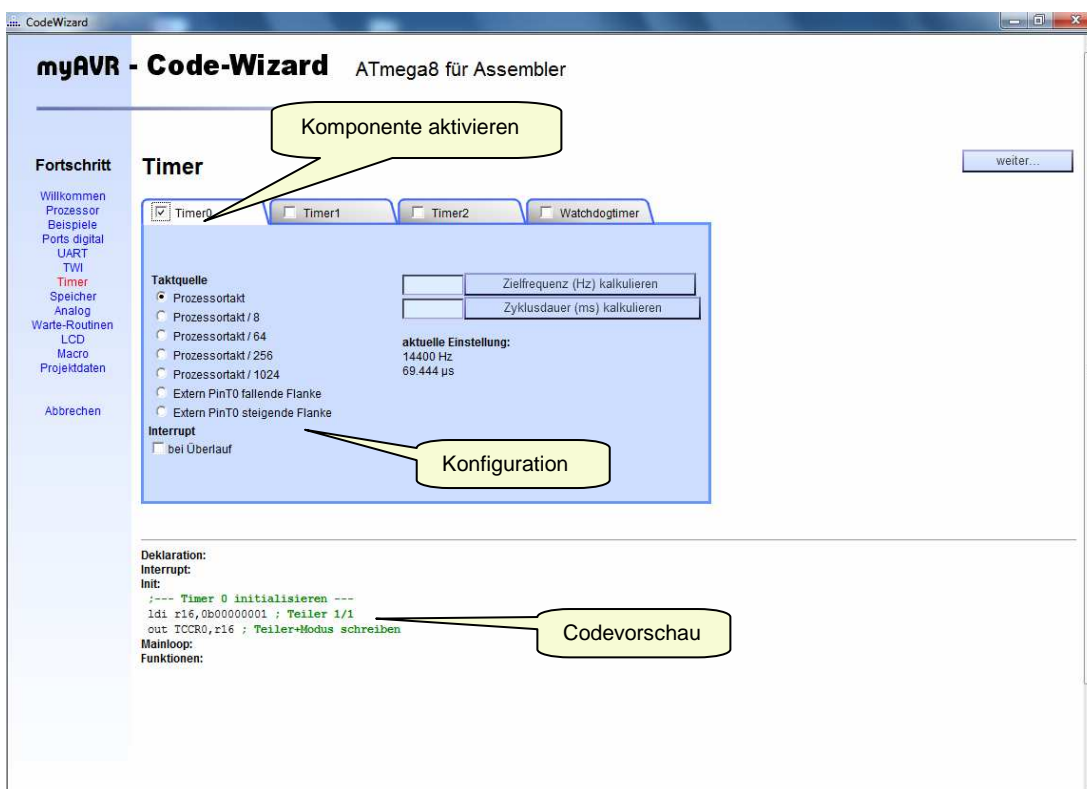 CodeWizard
myAVR - Code-Wizard ATmega8 für Assembler
Komponente aktivieren
Fortschritt
Willkommen
Prozessor
Beispiele
Ports digital
UART
TWI
Timer
Speicher
Analog
Warte-Routinen
LCD
Macro
Projektdaten
Abbrechen
Timer
weiter...
Timer0 Timer1 Timer2 Watchdogtimer
Taktquelle
Prozessortakt
Prozessortakt / 8
Prozessortakt / 64
Prozessortakt / 256
Prozessortakt / 1024
Extern PinT0 fallende Flanke
Extern PinT0 steigende Flanke
Interrupt
bei Überlauf
Zielfrequenz (Hz) kalkulieren
Zyklusdauer (ms) kalkulieren
aktuelle Einstellung:
14400 Hz
69.444 µs
Konfiguration
Deklaration:
Interrupt:
Init:
;--- Timer 0 initialisieren ---
ldi r16,0b00000001 ; Teiler 1/1
out TCCR0,r16 ; Teiler+Modus schreiben
Mainloop:
Funktionen:
Codevorschau